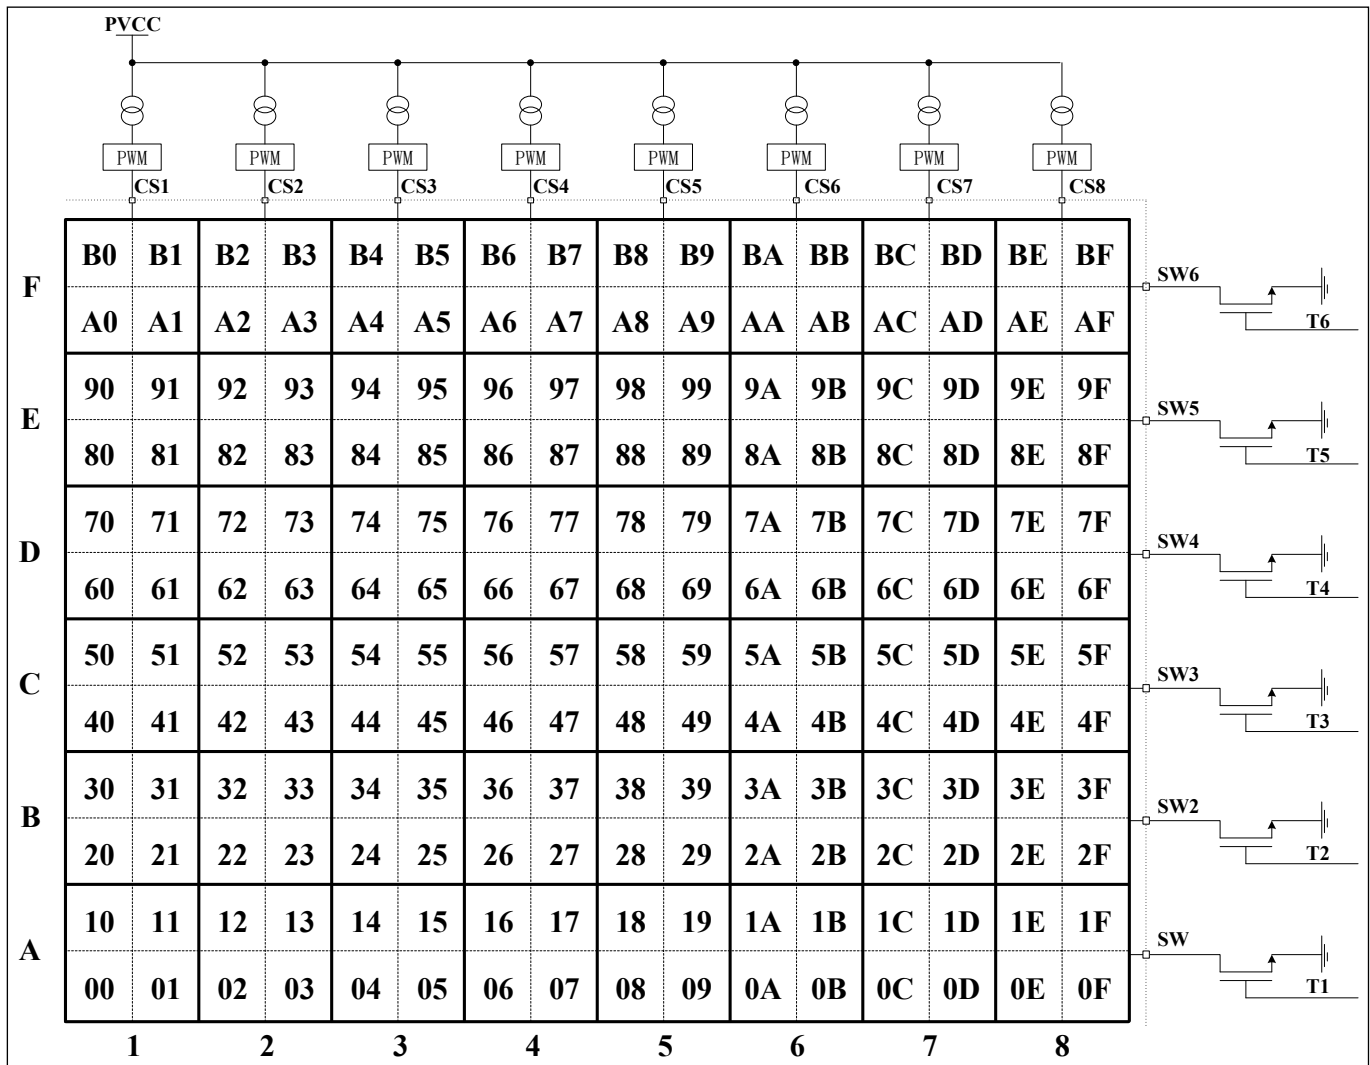 PVCC
PWM PWM PWM PWM PWM PWM PWM PWM
CS1 CS2 CS3 CS4 CS5 CS6 CS7 CS8
B0 B1 B2 B3 B4 B5 B6 B7 B8 B9 BA BB BC BD BE BF
F
SW6
A0 A1 A2 A3 A4 A5 A6 A7 A8 A9 AA AB AC AD AE AF
T6
90 91 92 93 94 95 96 97 98 99 9A 9B 9C 9D 9E 9F
E
SW5
80 81 82 83 84 85 86 87 88 89 8A 8B 8C 8D 8E 8F
T5
70 71 72 73 74 75 76 77 78 79 7A 7B 7C 7D 7E 7F
D
SW4
60 61 62 63 64 65 66 67 68 69 6A 6B 6C 6D 6E 6F
T4
50 51 52 53 54 55 56 57 58 59 5A 5B 5C 5D 5E 5F
C
SW3
40 41 42 43 44 45 46 47 48 49 4A 4B 4C 4D 4E 4F
T3
30 31 32 33 34 35 36 37 38 39 3A 3B 3C 3D 3E 3F
B
SW2
20 21 22 23 24 25 26 27 28 29 2A 2B 2C 2D 2E 2F
T2
10 11 12 13 14 15 16 17 18 19 1A 1B 1C 1D 1E 1F
A
SW
00 01 02 03 04 05 06 07 08 09 0A 0B 0C 0D 0E 0F
T1
1 2 3 4 5 6 7 8